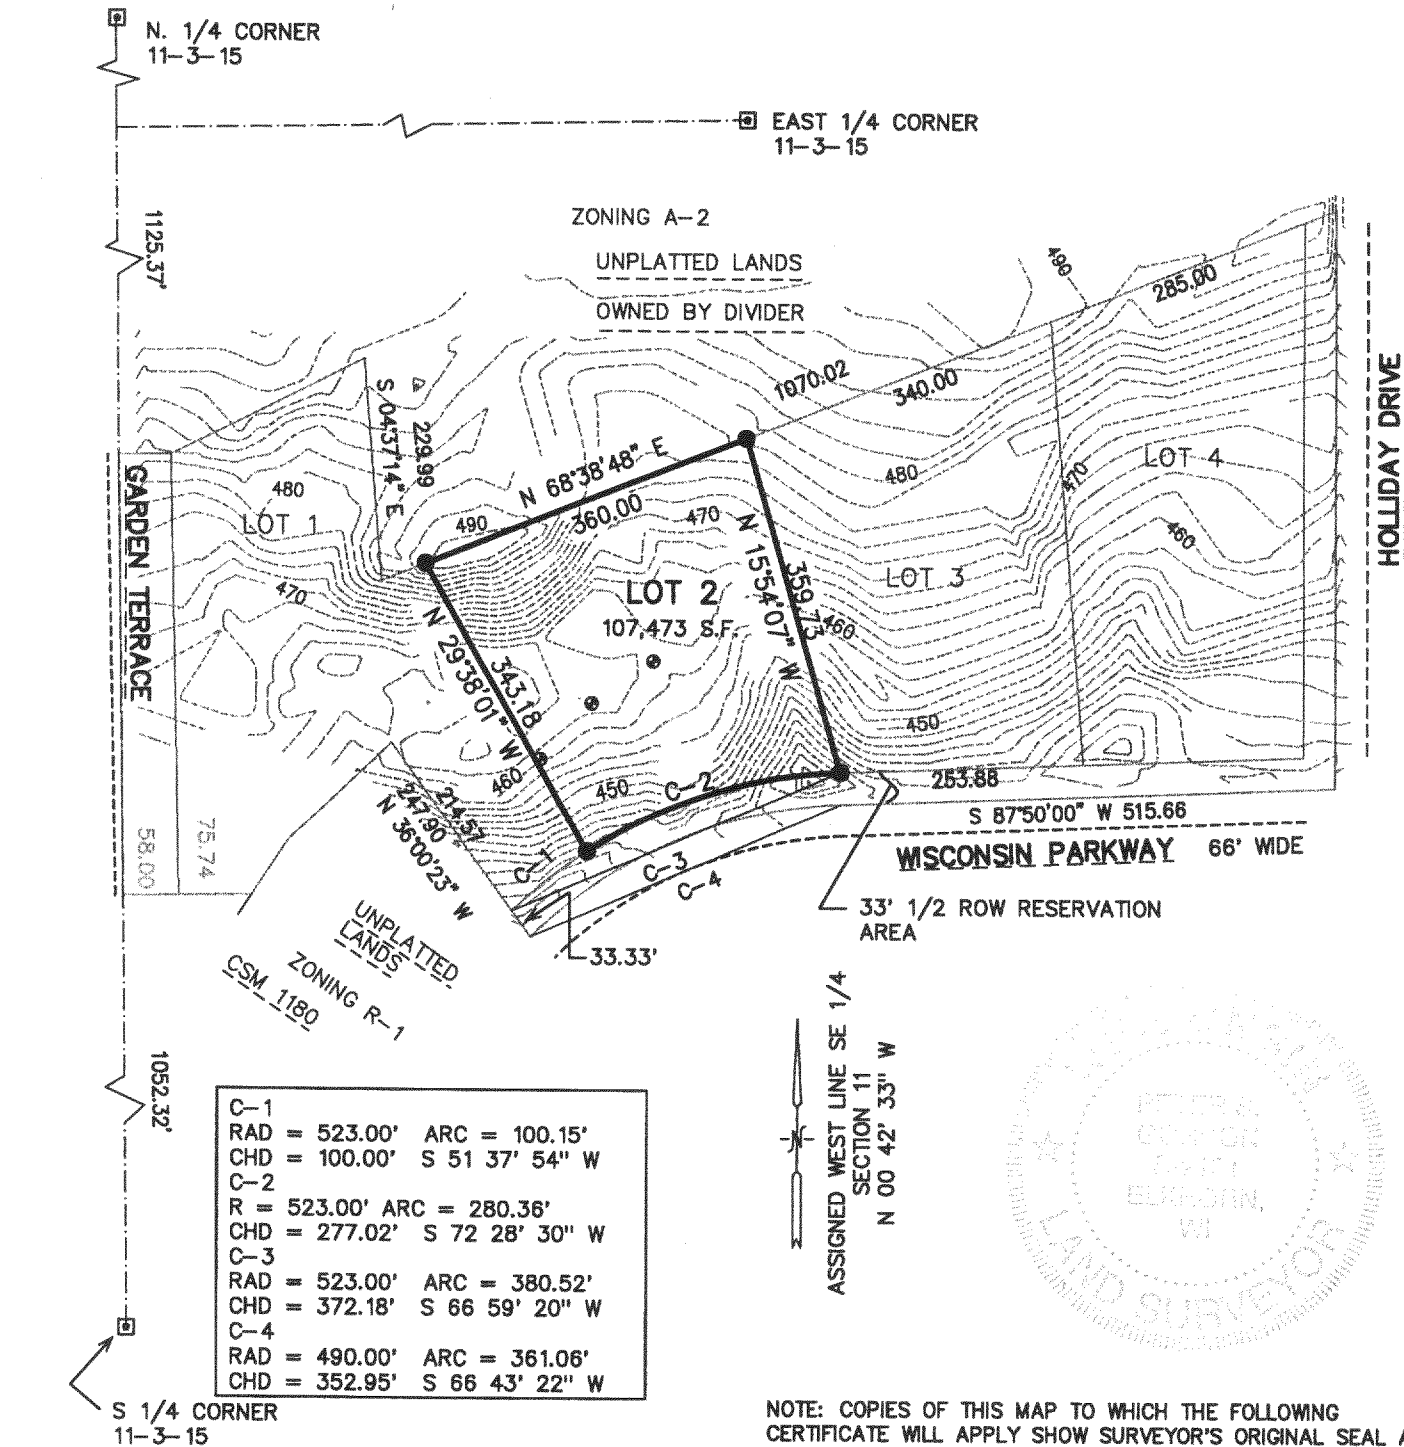 N. 1/4 CORNER
11-3-15
EAST 1/4 CORNER
11-3-15
1125.37'
ZONING A-2
UNPLATTED LANDS
OWNED BY DIVIDER
490
285.00
1070.02
340.00
HOLLIDAY DRIVE
S 04°37'14" E
229.99
N 68°38'48" E
360.00
480
LOT 1
490
470
480
470
LOT 4
460
GARDEN TERRACE
470
LOT 2
107,473 S.F.
N 15°54'07" W
359.73
460
LOT 3
N 29°38'01" W
343.18
460
450
C-2
450
253.88
S 87°50'00" W 515.66
WISCONSIN PARKWAY 66' WIDE
214.57
247.90
N 36°00'23" W
C-1
C-3
C-4
58.00
75.74
33' 1/2 ROW RESERVATION
AREA
33.33'
UNPLATTED
LANDS
ZONING R-1
CSM 1180
1052.32'
ASSIGNED WEST LINE SE 1/4
SECTION 11
N 00 42' 33" W
N
C-1
RAD = 523.00' ARC = 100.15'
CHD = 100.00' S 51 37' 54" W
C-2
R = 523.00' ARC = 280.36'
CHD = 277.02' S 72 28' 30" W
C-3
RAD = 523.00' ARC = 380.52'
CHD = 372.18' S 66 59' 20" W
C-4
RAD = 490.00' ARC = 361.06'
CHD = 352.95' S 66 43' 22" W
ELKHORN,
WI
LAND SURVEYOR
S 1/4 CORNER
11-3-15
NOTE: COPIES OF THIS MAP TO WHICH THE FOLLOWING
CERTIFICATE WILL APPLY SHOW SURVEYOR'S ORIGINAL SEAL